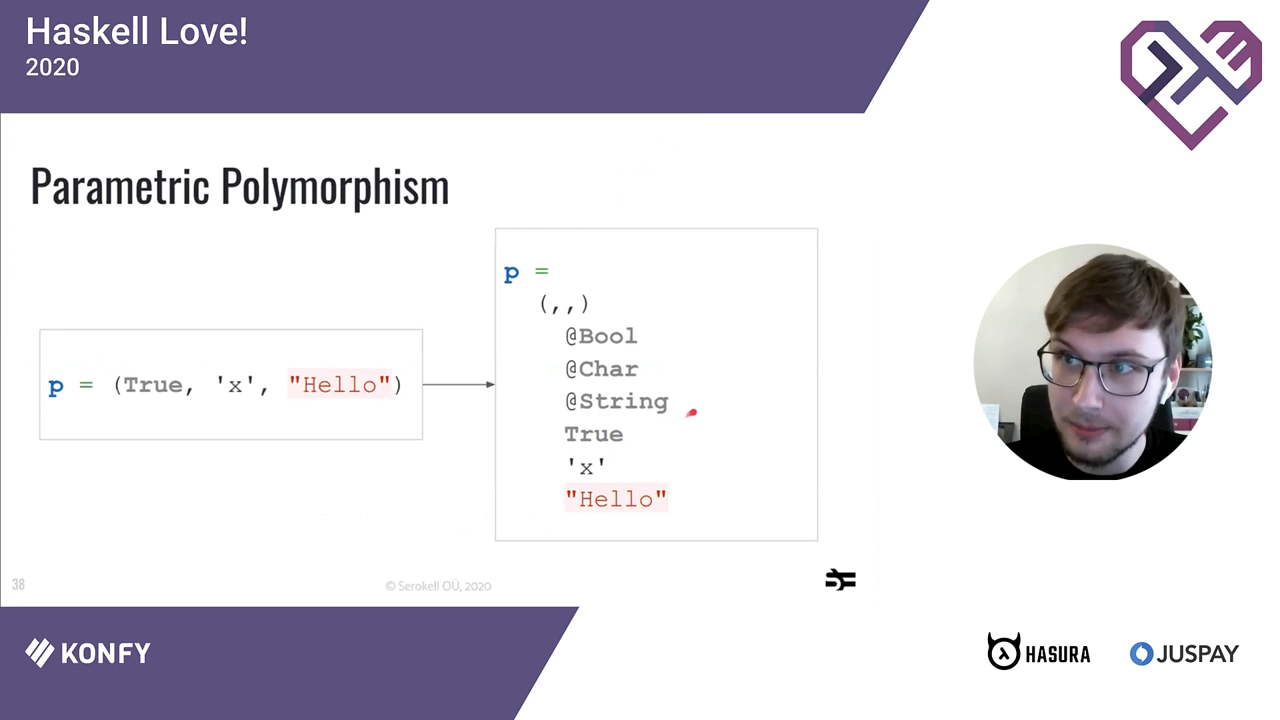 Haskell Love!
2020
Parametric Polymorphism
p = (True, 'x', "Hello")
p =
(,,)
@Bool
@Char
@String
True
'x'
"Hello"
38
© Serokell OÜ, 2020
KONFY
HASURA
JUSPAY